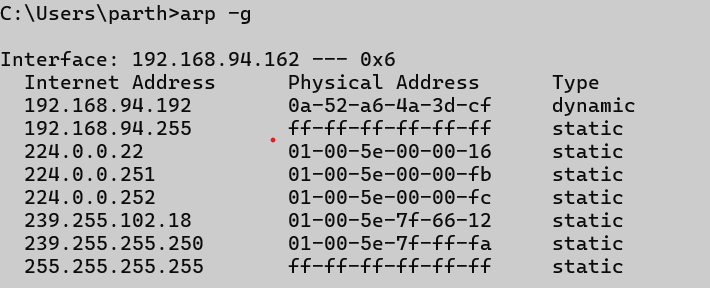 C:\Users\parth>arp -g
Interface: 192.168.94.162 --- 0x6
Internet Address Physical Address Type
192.168.94.192 0a-52-a6-4a-3d-cf dynamic
192.168.94.255 ff-ff-ff-ff-ff-ff static
224.0.0.22 01-00-5e-00-00-16 static
224.0.0.251 01-00-5e-00-00-fb static
224.0.0.252 01-00-5e-00-00-fc static
239.255.102.18 01-00-5e-7f-66-12 static
239.255.255.250 01-00-5e-7f-ff-fa static
255.255.255.255 ff-ff-ff-ff-ff-ff static